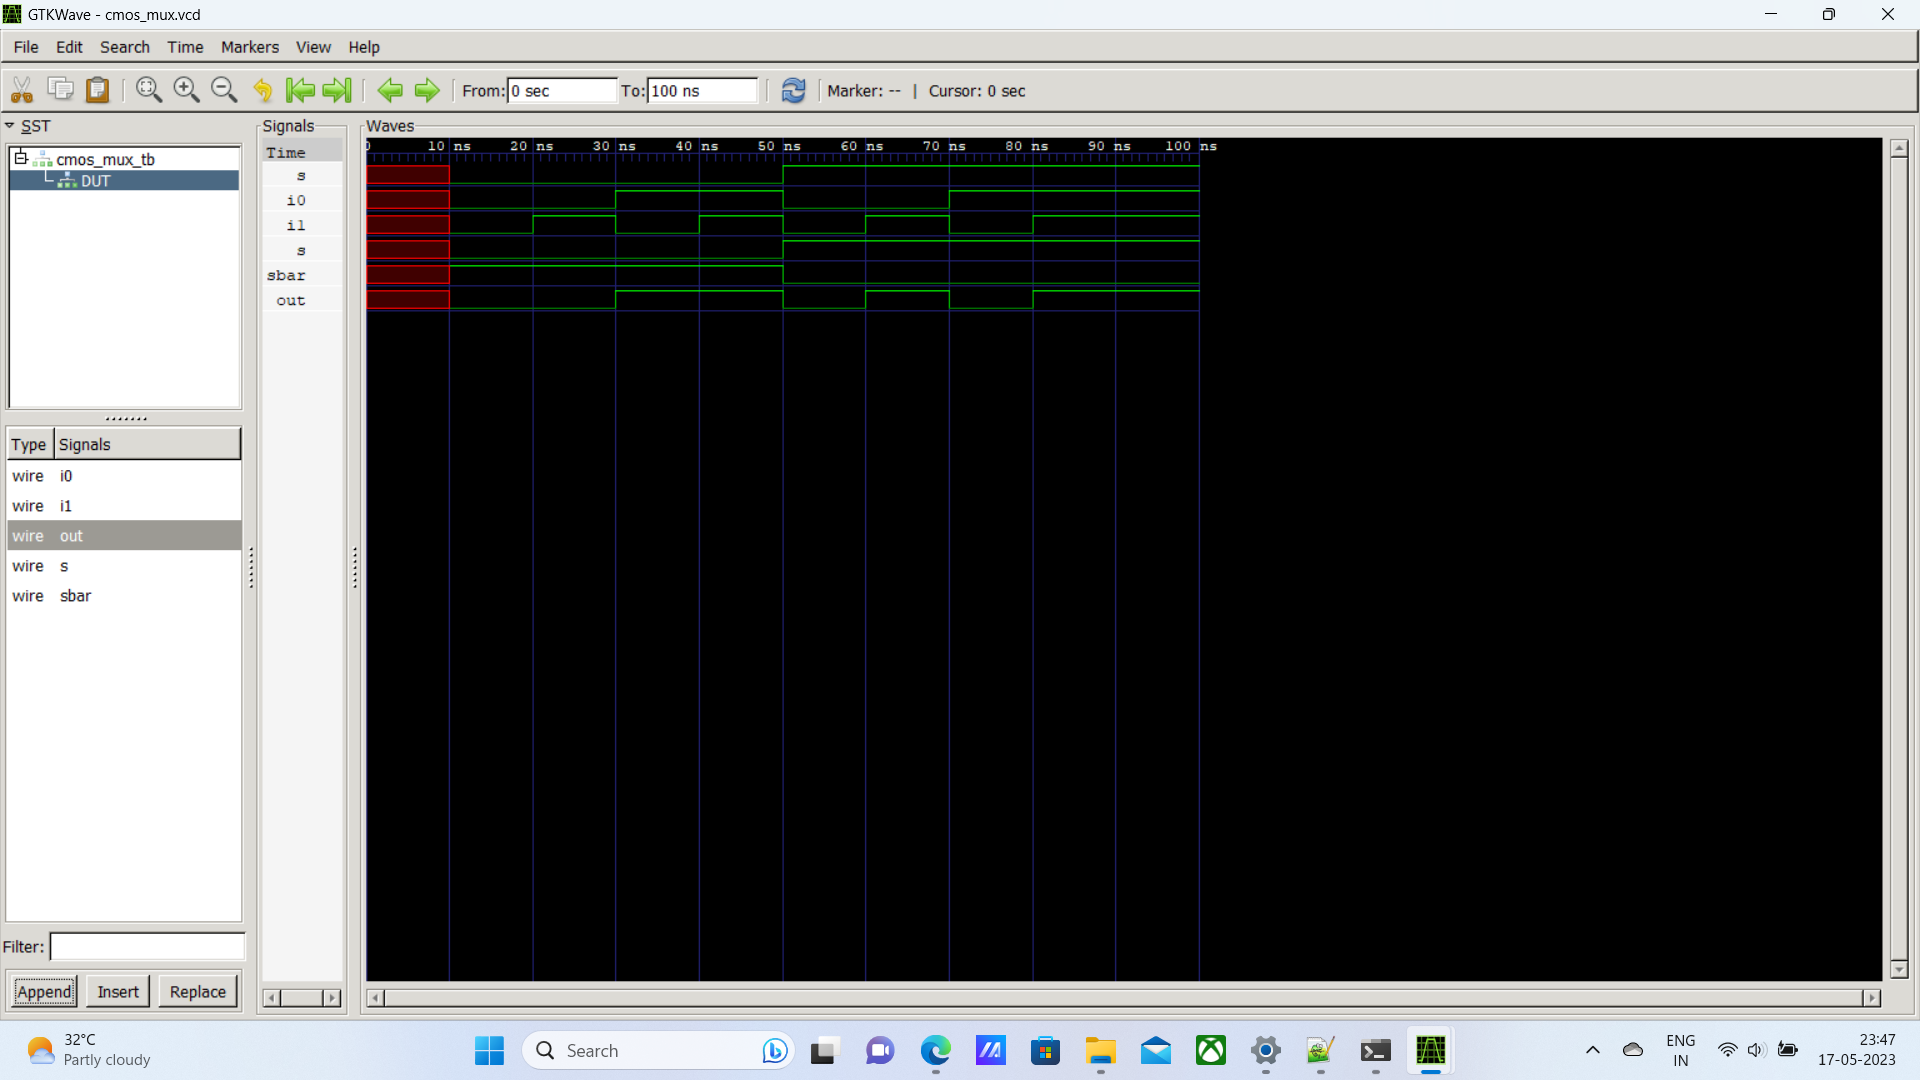 GTKWave - cmos_mux.vcd
File Edit Search Time Markers View Help
From: 0 sec To: 100 ns Marker: -- | Cursor: 0 sec
SST
cmos_mux_tb
DUT
Type Signals
wire i0
wire i1
wire out
wire s
wire sbar
Filter:
Append Insert Replace
Signals
Time
s
i0
i1
s
sbar
out
Waves
0 10 ns 20 ns 30 ns 40 ns 50 ns 60 ns 70 ns 80 ns 90 ns 100 ns
32°C
Partly cloudy
Search
ENG
IN
23:47
17-05-2023